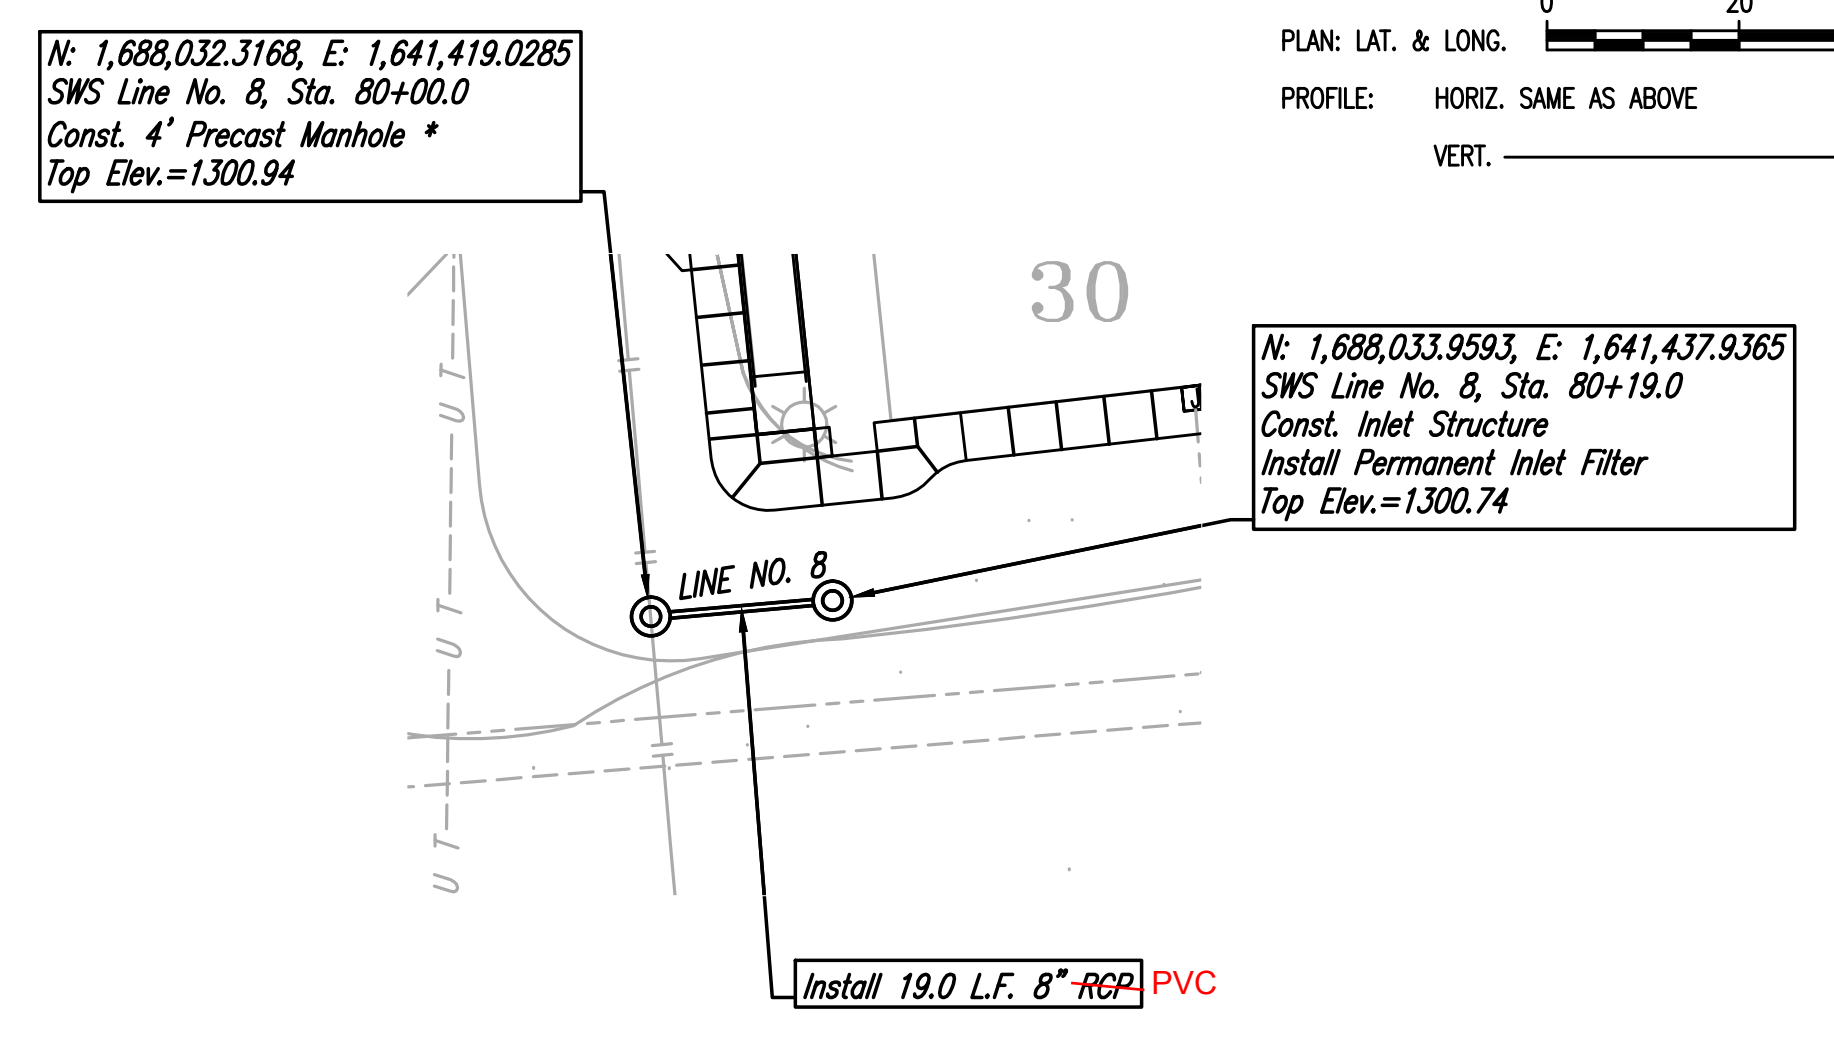 0 20
PLAN: LAT. & LONG.
PROFILE: HORIZ. SAME AS ABOVE
VERT.
N: 1,688,032.3168, E: 1,641,419.0285
SWS Line No. 8, Sta. 80+00.0
Const. 4' Precast Manhole *
Top Elev.=1300.94
30
N: 1,688,033.9593, E: 1,641,437.9365
SWS Line No. 8, Sta. 80+19.0
Const. Inlet Structure
Install Permanent Inlet Filter
Top Elev.=1300.74
LINE NO. 8
U T U T
U T
U T
Install 19.0 L.F. 8" RCP PVC